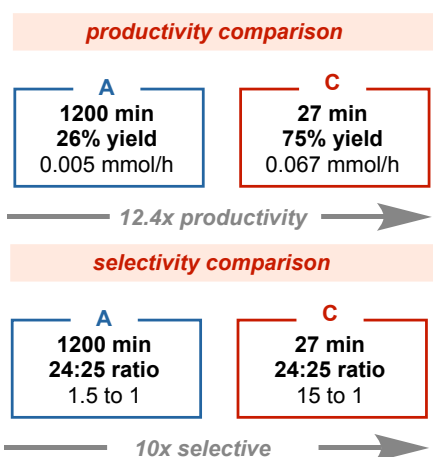 productivity comparison
A
1200 min
26% yield
0.005 mmol/h
C
27 min
75% yield
0.067 mmol/h
12.4x productivity
selectivity comparison
A
1200 min
24:25 ratio
1.5 to 1
C
27 min
24:25 ratio
15 to 1
10x selective